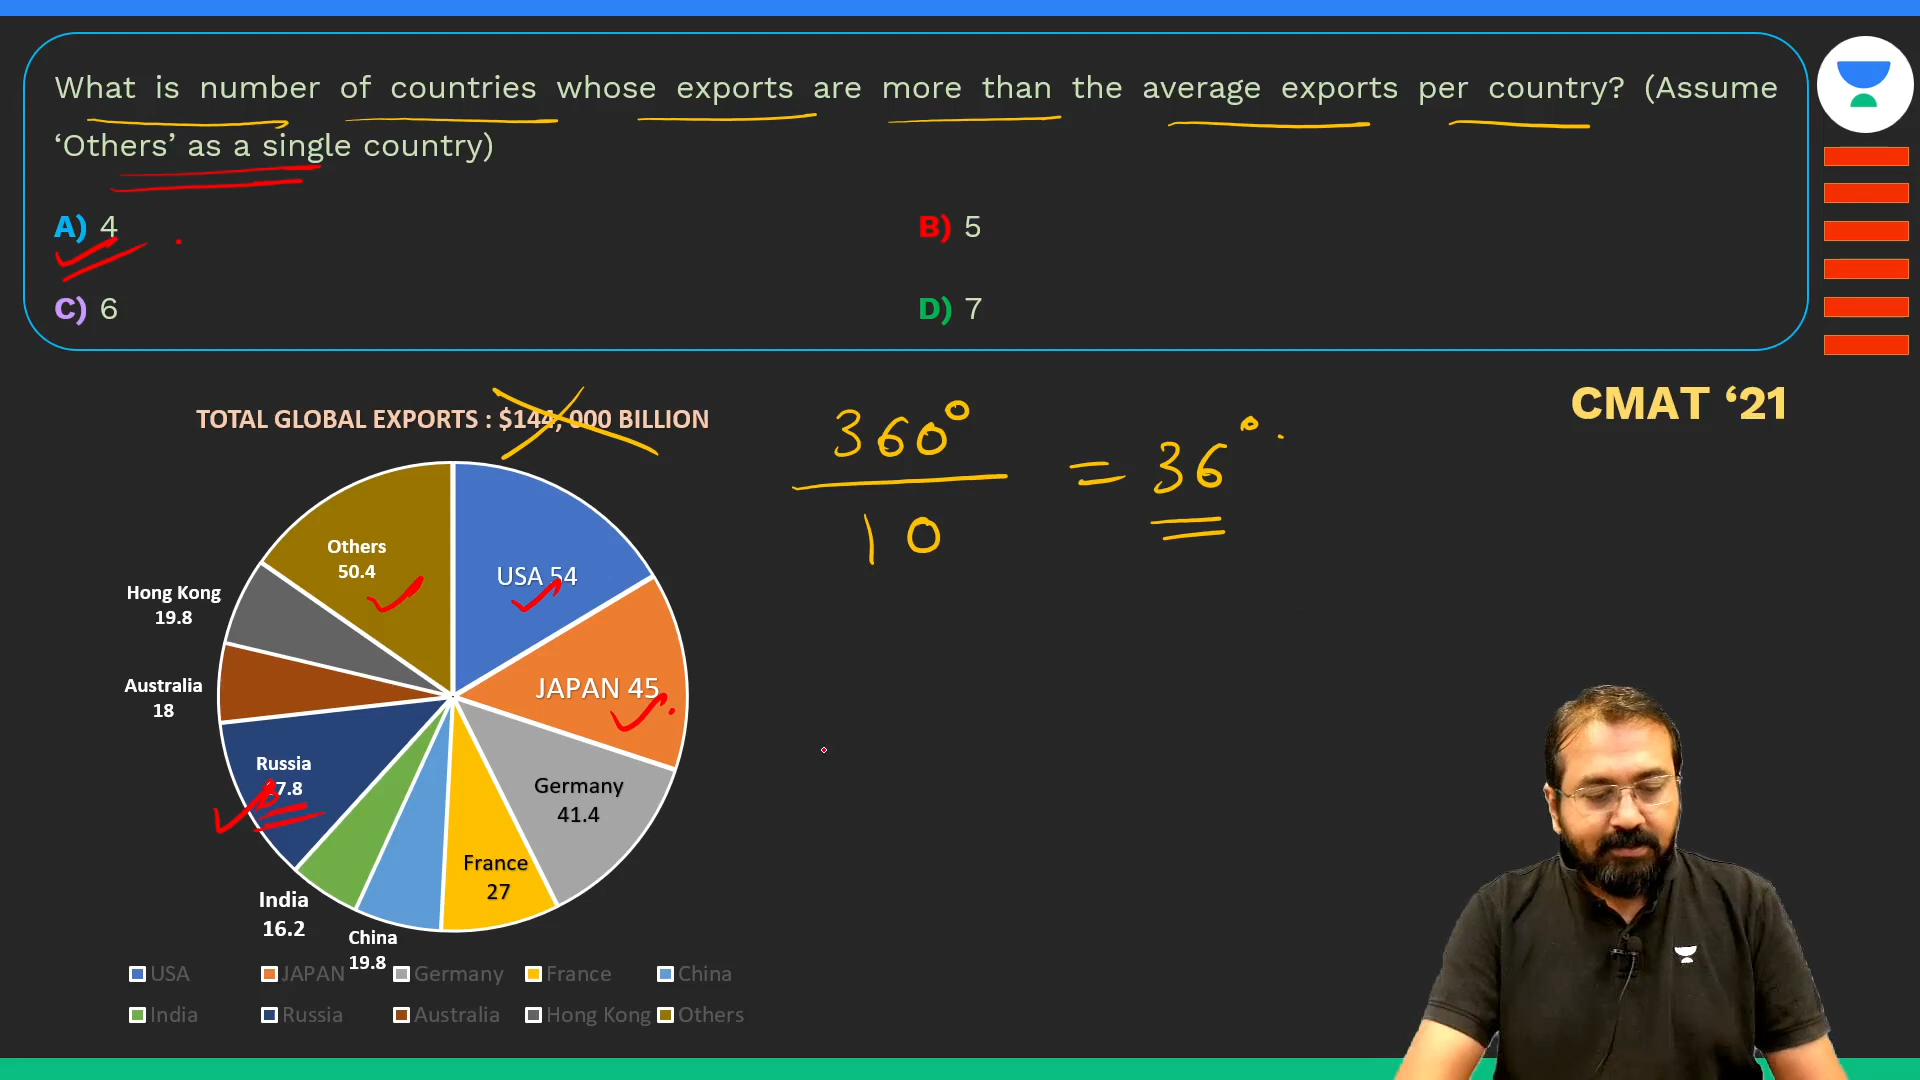 What is number of countries whose exports are more than the average exports per country? (Assume
‘Others’ as a single country)
A) 4
B) 5
C) 6
D) 7
TOTAL GLOBAL EXPORTS : $144, 000 BILLION
CMAT ‘21
360°
10
= 36°
Others
50.4
USA 54
Hong Kong
19.8
JAPAN 45
Australia
18
Russia
7.8
Germany
41.4
France
27
India
16.2
China
19.8
USA JAPAN Germany France China
India Russia Australia Hong Kong Others